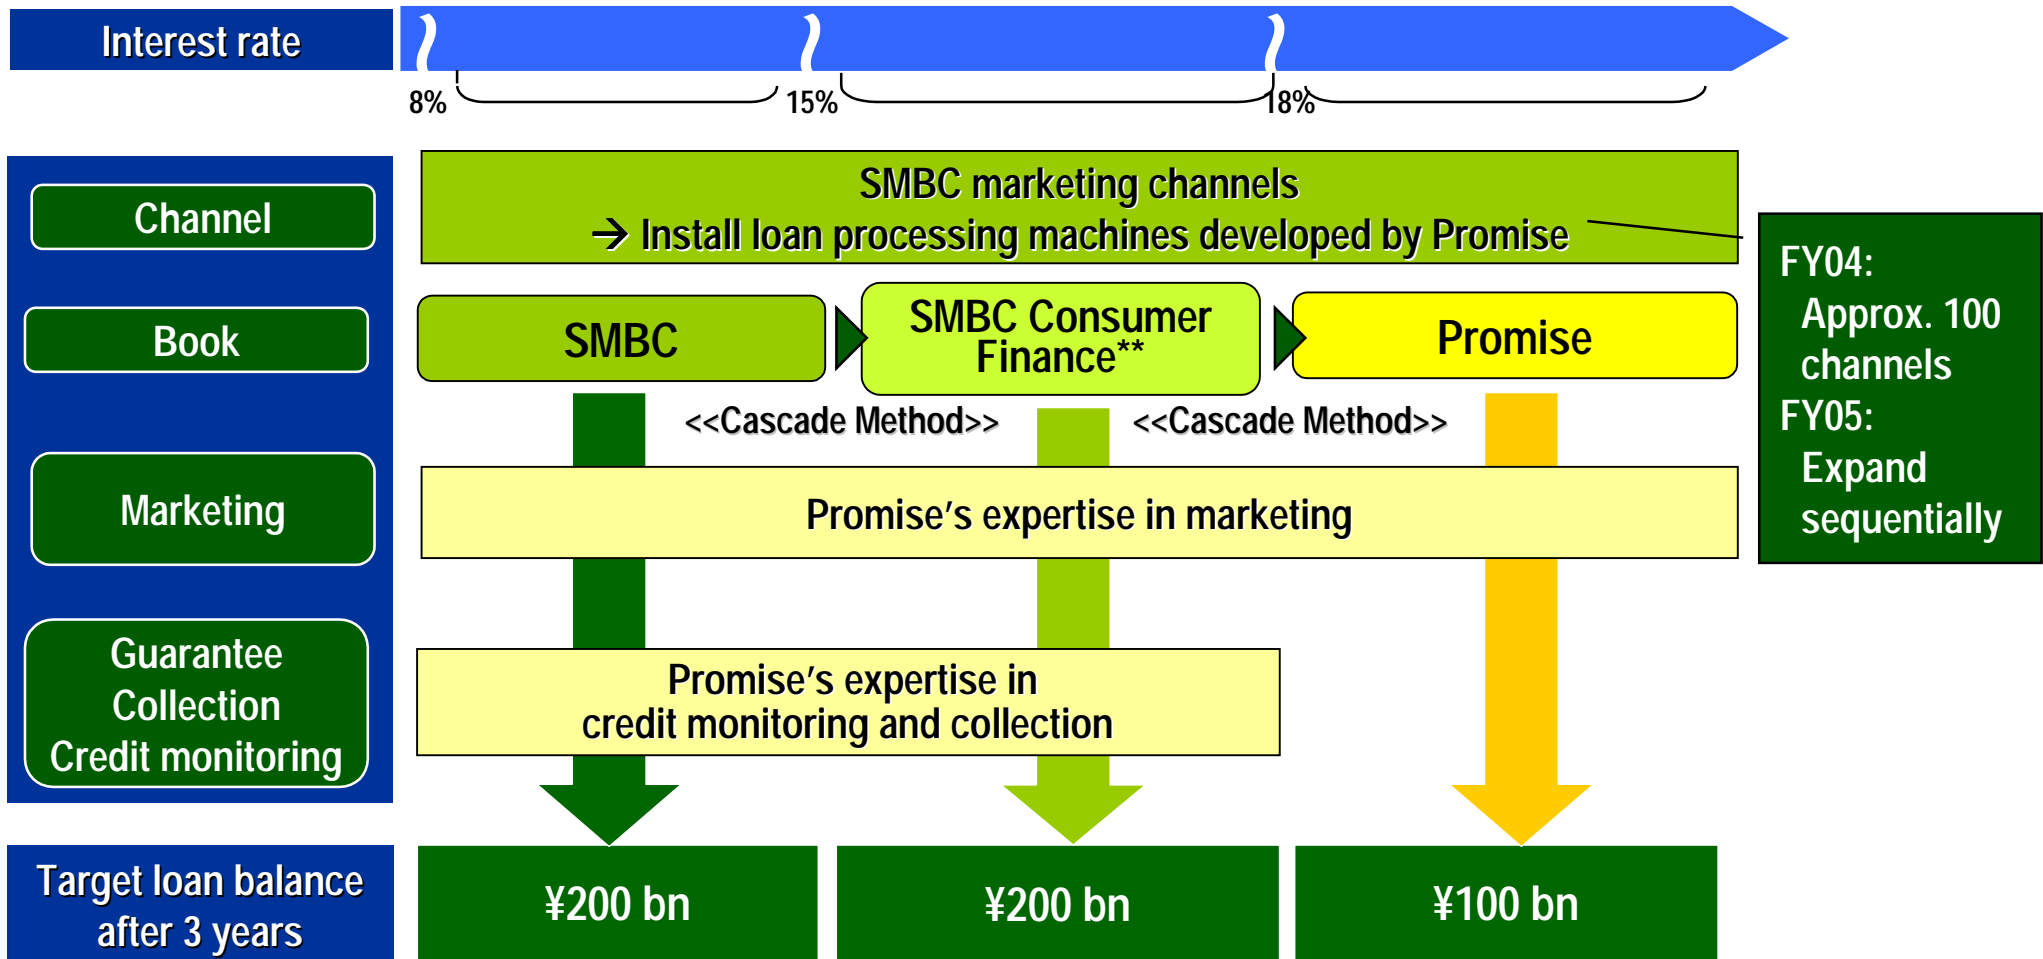 Interest rate
8%
15%
18%
Channel
SMBC marketing channels
→ Install loan processing machines developed by Promise
Book
SMBC
SMBC Consumer
Finance**
Promise
<<Cascade Method>>
<<Cascade Method>>
FY04:
Approx. 100
channels
FY05:
Expand
sequentially
Marketing
Promise's expertise in marketing
Guarantee
Collection
Credit monitoring
Promise's expertise in
credit monitoring and collection
Target loan balance
after 3 years
¥200 bn
¥200 bn
¥100 bn